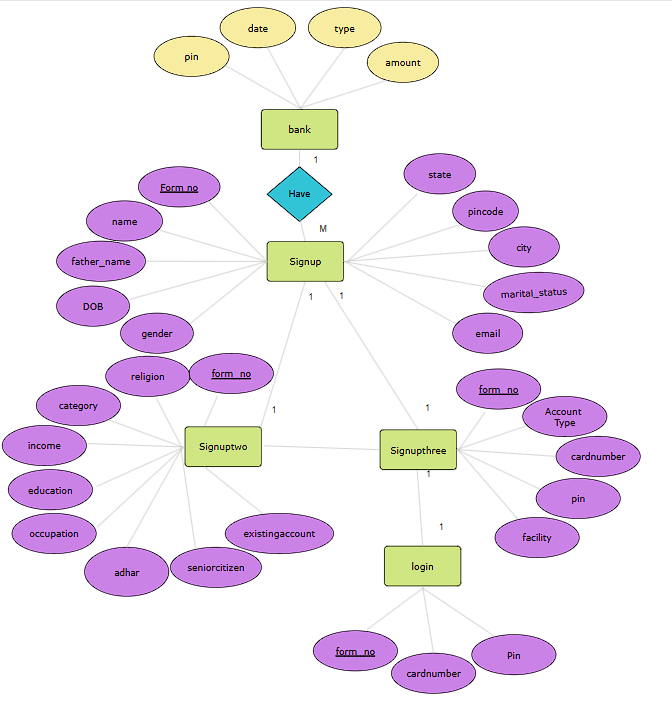 date
type
pin
amount
bank
1
Have
M
Form no
state
name
pincode
father_name
Signup
city
DOB
marital_status
gender
email
1
1
religion
form_no
category
1
1
form_no
Account
Type
income
Signuptwo
Signupthree
cardnumber
1
education
pin
occupation
existingaccount
1
facility
adhar
seniorcitizen
login
form_no
cardnumber
Pin